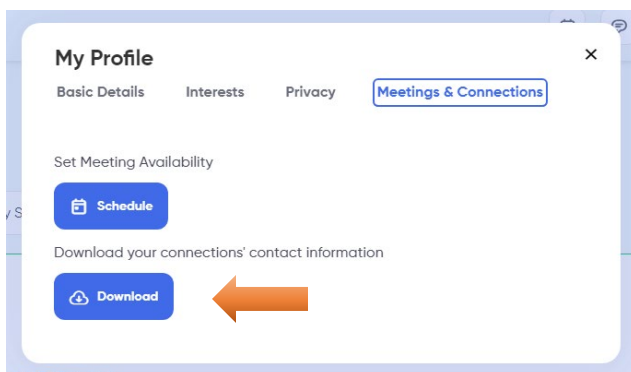 My Profile
Basic Details Interests Privacy Meetings & Connections
Set Meeting Availability
Schedule
Download your connections' contact information
Download